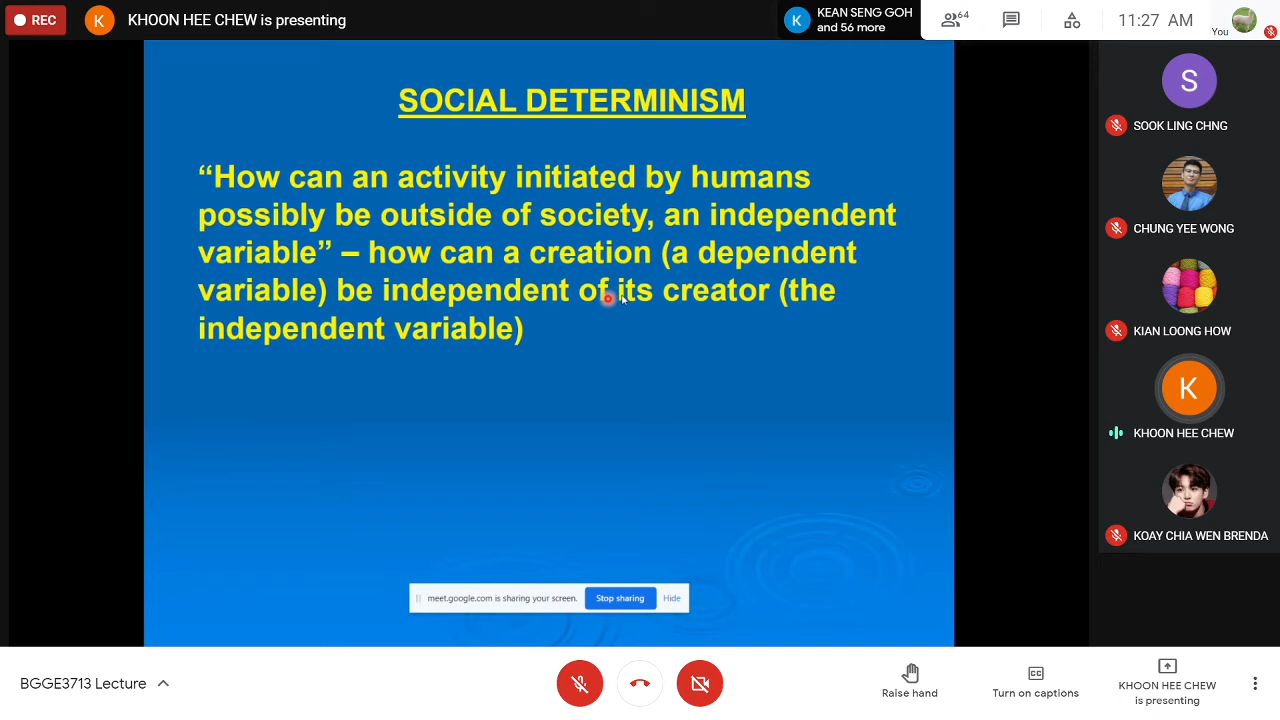 REC
K
KHOON HEE CHEW is presenting
K
KEAN SENG GOH
and 56 more
64
11:27 AM
You
SOCIAL DETERMINISM
“How can an activity initiated by humans
possibly be outside of society, an independent
variable” – how can a creation (a dependent
variable) be independent of its creator (the
independent variable)
meet.google.com is sharing your screen.
Stop sharing
Hide
S
SOOK LING CHNG
CHUNG YEE WONG
KIAN LOONG HOW
K
KHOON HEE CHEW
KOAY CHIA WEN BRENDA
BGGE3713 Lecture
Raise hand
CC
Turn on captions
KHOON HEE CHEW
is presenting